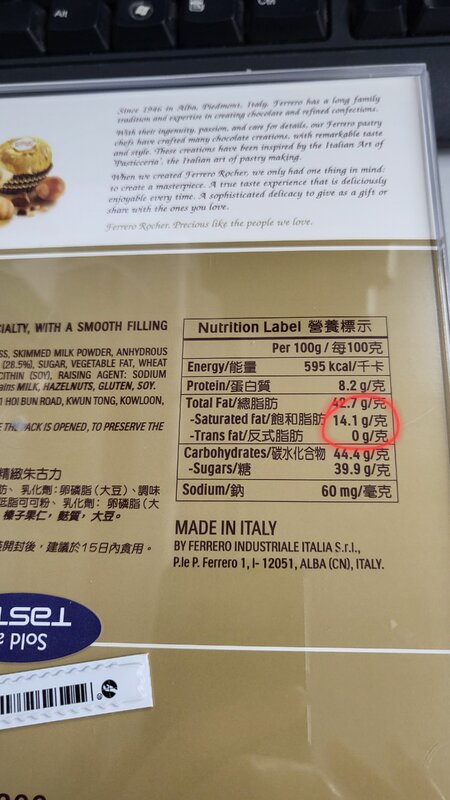 Alt
Ctrl
Since 1946 in Alba, Piedmont, Italy, Ferrero has a long family
tradition and expertise in creating chocolate and refined confections.
With their ingenuity, passion, and care for details, our Ferrero pastry
chefs have crafted many chocolate creations, with remarkable taste
and style. These creations have been inspired by the Italian Art of
'Pasticceria', the Italian art of pastry making.
When we created Ferrero Rocher, we only had one thing in mind:
to create a masterpiece. A true taste experience that is deliciously
enjoyable every time. A sophisticated delicacy to give as a gift or
share with the ones you love.
Ferrero Rocher, Precious like the people we love.
CIALTY, WITH A SMOOTH FILLING
SS, SKIMMED MILK POWDER, ANHYDROUS
(28.5%), SUGAR, VEGETABLE FAT, WHEAT
CITHIN (SOY), RAISING AGENT: SODIUM
ains MILK, HAZELNUTS, GLUTEN, SOY.
1 HOI BUN ROAD, KWUN TONG, KOWLOON,
E THE PACK IS OPENED, TO PRESERVE THE
精緻朱古力
肪、乳化劑: 卵磷脂 (大豆)、調味
低脂可可粉、乳化劑: 卵磷脂 (大
榛子果仁, 麩質, 大豆。
開封後, 建議於15日內食用。
Nutrition Label 營養標示
Per 100g / 每100克
Energy/能量 595 kcal/千卡
Protein/蛋白質 8.2 g/克
Total Fat/總脂肪 42.7 g/克
-Saturated fat/飽和脂肪 14.1 g/克
-Trans fat/反式脂肪 0 g/克
Carbohydrates/碳水化合物 44.4 g/克
-Sugars/糖 39.9 g/克
Sodium/鈉 60 mg/毫克
MADE IN ITALY
BY FERRERO INDUSTRIALE ITALIA S.r.l.,
P.le P. Ferrero 1, I- 12051, ALBA (CN), ITALY.
Sold a